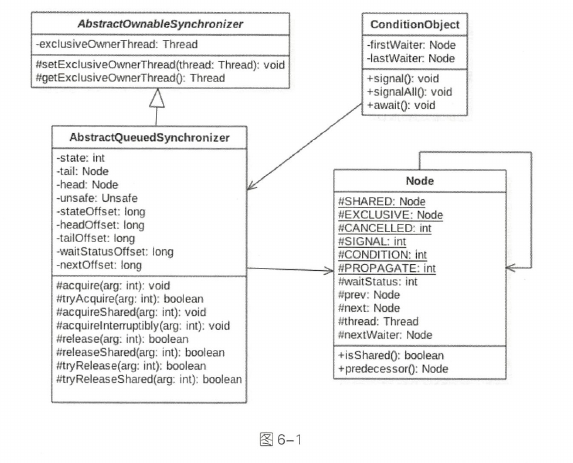 AbstractOwnableSynchronizer
-exclusiveOwnerThread: Thread
#setExclusiveOwnerThread(thread: Thread): void
#getExclusiveOwnerThread(): Thread
ConditionObject
-firstWaiter: Node
-lastWaiter: Node
+signal(): void
+signalAll(): void
+await(): void
AbstractQueuedSynchronizer
-state: int
-tail: Node
-head: Node
-unsafe: Unsafe
-stateOffset: long
-headOffset: long
-tailOffset: long
-waitStatusOffset: long
-nextOffset: long
#acquire(arg: int): void
#tryAcquire(arg: int): boolean
#acquireShared(arg: int): void
#acquireInterruptibly(arg: int): void
#release(arg: int): boolean
#releaseShared(arg: int): boolean
#tryRelease(arg: int): boolean
#tryReleaseShared(arg: int): boolean
Node
#SHARED: Node
#EXCLUSIVE: Node
#CANCELLED: int
#SIGNAL: int
#CONDITION: int
#PROPAGATE: int
#waitStatus: int
#prev: Node
#next: Node
#thread: Thread
#nextWaiter: Node
+isShared(): boolean
+predecessor(): Node
图 6-1